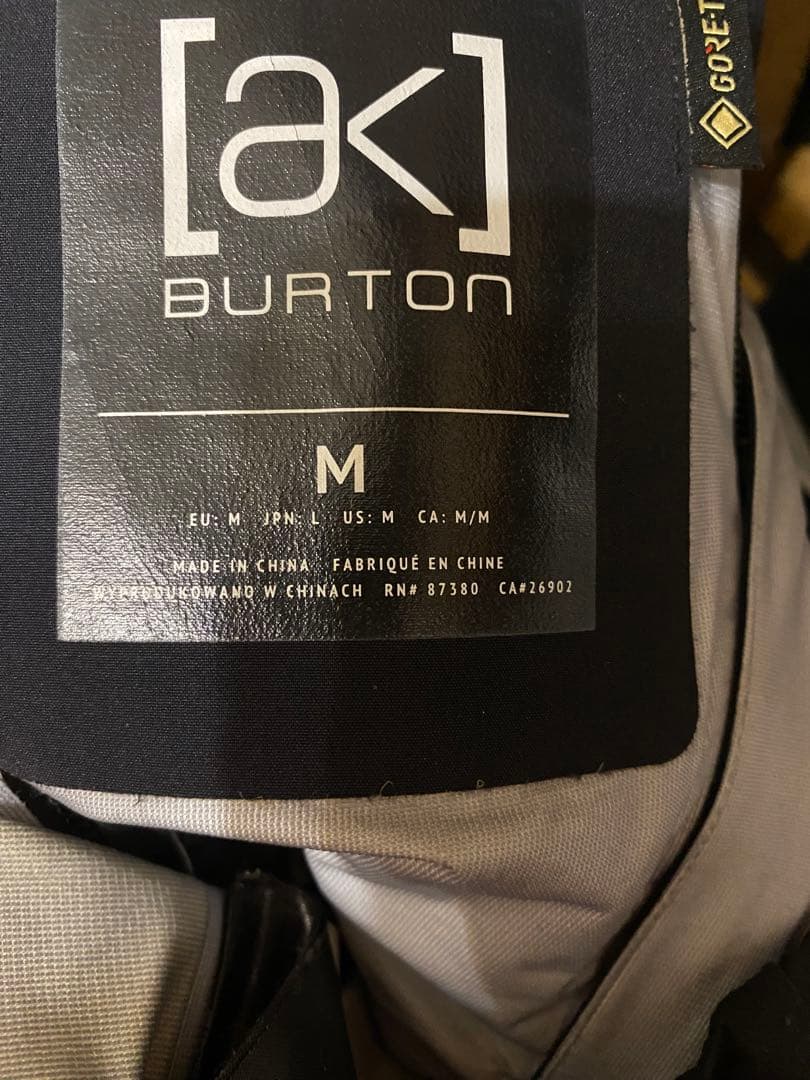 [ak]
BURTON
GORE-T
M
EU: M JPN: L US: M CA: M/M
MADE IN CHINA FABRIQUÉ EN CHINE
WYPRODUKOWANO W CHINACH RN# 87380 CA#26902